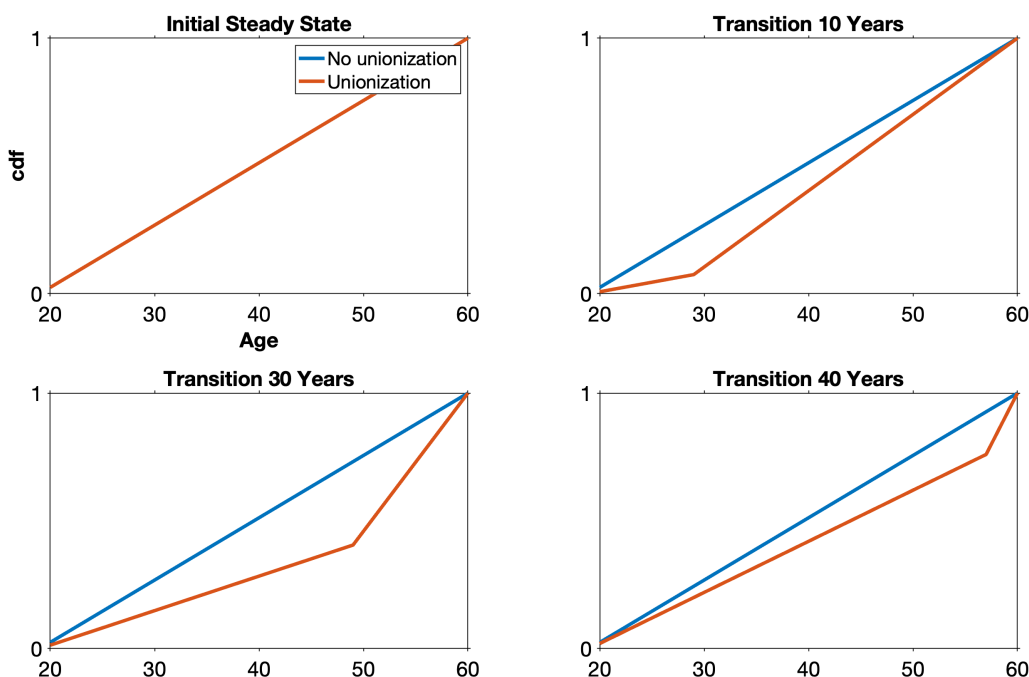 Initial Steady State
1
No unionization
Unionization
cdf
0
20 30 40 50 60
Age
Transition 10 Years
1
0
20 30 40 50 60
Transition 30 Years
1
0
20 30 40 50 60
Transition 40 Years
1
0
20 30 40 50 60